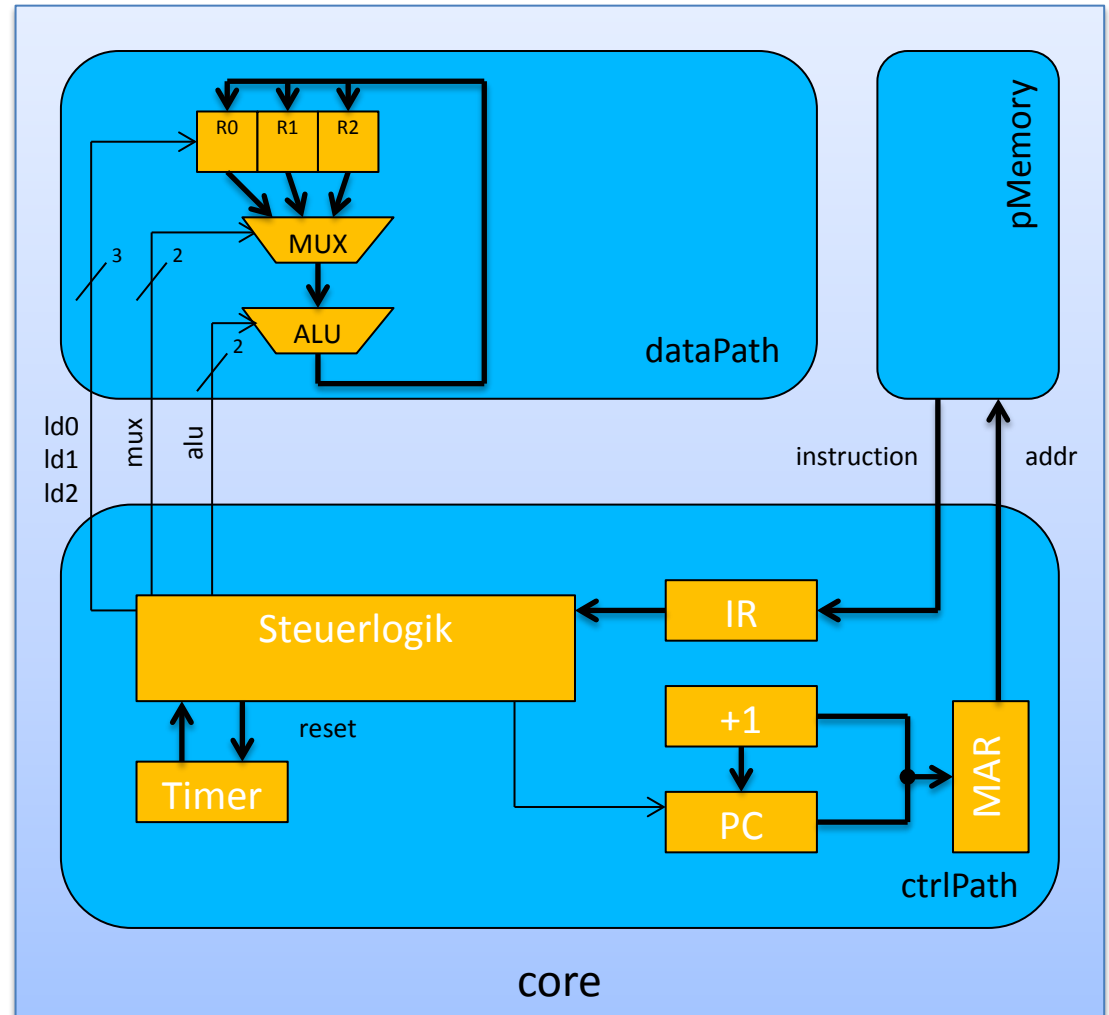 R0
R1
R2
MUX
3
2
ALU
2
dataPath
pMemory
ld0
ld1
ld2
mux
alu
instruction
addr
Steuerlogik
IR
reset
+1
Timer
PC
MAR
ctrlPath
core